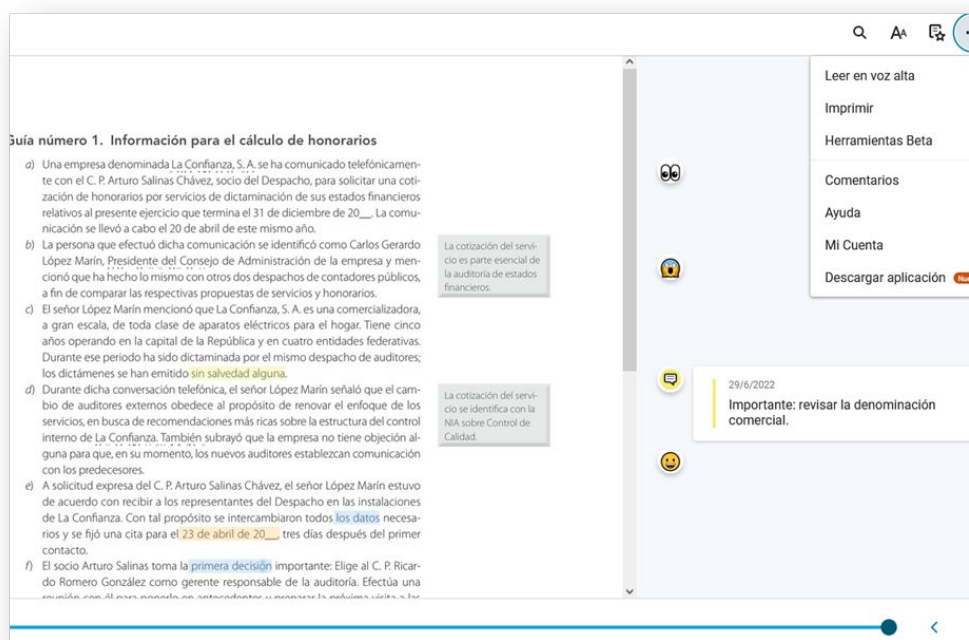 AA
Leer en voz alta
Imprimir
Herramientas Beta
Comentarios
Ayuda
Mi Cuenta
Descargar aplicación
Guía número 1. Información para el cálculo de honorarios
a) Una empresa denominada La Confianza, S. A. se ha comunicado telefónicamen-
te con el C. P. Arturo Salinas Chávez, socio del Despacho, para solicitar una coti-
zación de honorarios por servicios de dictaminación de sus estados financieros
relativos al presente ejercicio que termina el 31 de diciembre de 20__. La comu-
nicación se llevó a cabo el 20 de abril de este mismo año.
b) La persona que efectuó dicha comunicación se identificó como Carlos Gerardo
López Marín, Presidente del Consejo de Administración de la empresa y men-
cionó que ha hecho lo mismo con otros dos despachos de contadores públicos,
a fin de comparar las respectivas propuestas de servicios y honorarios.
c) El señor López Marín mencionó que La Confianza, S. A. es una comercializadora,
a gran escala, de toda clase de aparatos eléctricos para el hogar. Tiene cinco
años operando en la capital de la República y en cuatro entidades federativas.
Durante ese periodo ha sido dictaminada por el mismo despacho de auditores;
los dictámenes se han emitido sin salvedad alguna.
d) Durante dicha conversación telefónica, el señor López Marín señaló que el cam-
bio de auditores externos obedece al propósito de renovar el enfoque de los
servicios, en busca de recomendaciones más ricas sobre la estructura del control
interno de La Confianza. También subrayó que la empresa no tiene objeción al-
guna para que, en su momento, los nuevos auditores establezcan comunicación
con los predecesores.
e) A solicitud expresa del C. P. Arturo Salinas Chávez, el señor López Marín estuvo
de acuerdo con recibir a los representantes del Despacho en las instalaciones
de La Confianza. Con tal propósito se intercambiaron todos los datos necesa-
rios y se fijó una cita para el 23 de abril de 20__, tres días después del primer
contacto.
f) El socio Arturo Salinas toma la primera decisión importante: Elige al C. P. Ricar-
do Romero González como gerente responsable de la auditoría. Efectúa una
reunión con él para ponerlo en antecedentes y preparar la próxima visita a las
La cotización del servi-
cio es parte esencial de
la auditoría de estados
financieros.
La cotización del servi-
cio se identifica con la
NIA sobre Control de
Calidad.
29/6/2022
Importante: revisar la denominación
comercial.